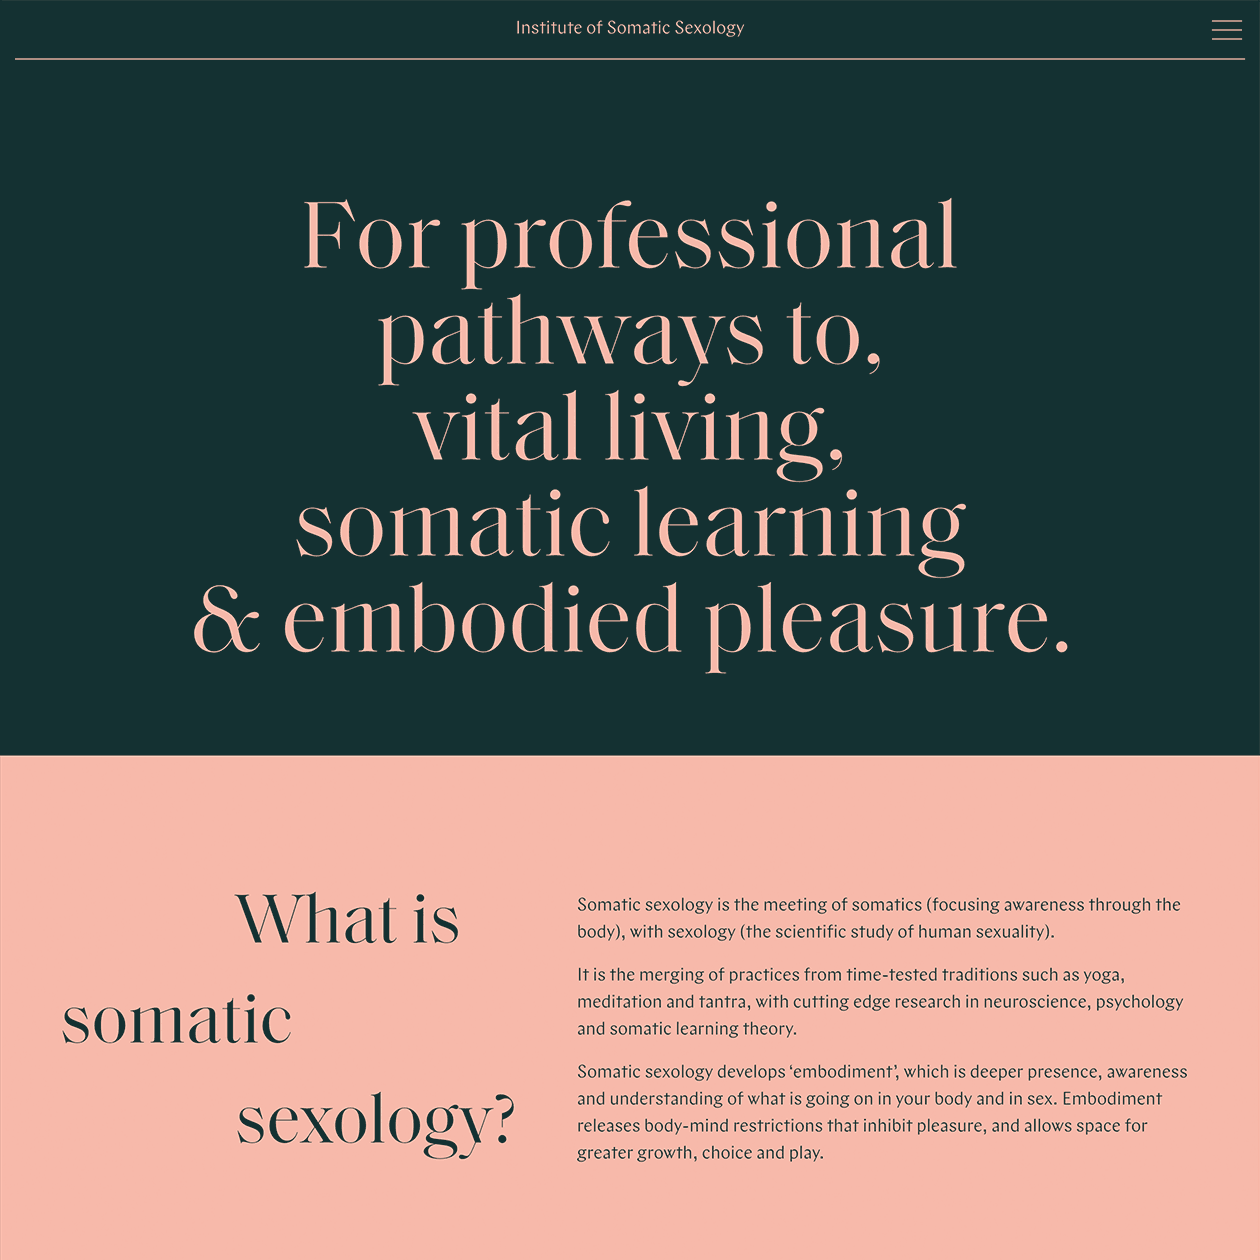 Institute of Somatic Sexology
For professional
pathways to,
vital living,
somatic learning
& embodied pleasure.
What is
somatic
sexology?
Somatic sexology is the meeting of somatics (focusing awareness through the
body), with sexology (the scientific study of human sexuality).
It is the merging of practices from time-tested traditions such as yoga,
meditation and tantra, with cutting edge research in neuroscience, psychology
and somatic learning theory.
Somatic sexology develops ‘embodiment’, which is deeper presence, awareness
and understanding of what is going on in your body and in sex. Embodiment
releases body-mind restrictions that inhibit pleasure, and allows space for
greater growth, choice and play.